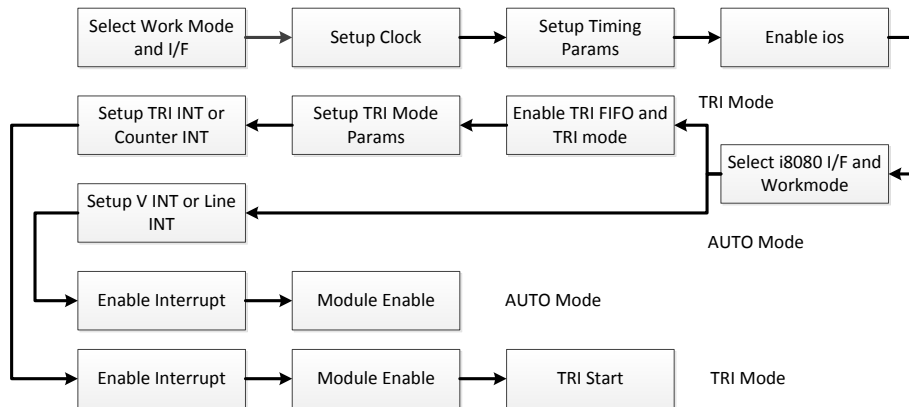 Select Work Mode
and I/F
Setup Clock
Setup Timing
Params
Enable ios
Setup TRI INT or
Counter INT
Setup TRI Mode
Params
Enable TRI FIFO and
TRI mode
TRI Mode
Select i8080 I/F and
Workmode
Setup V INT or Line
INT
AUTO Mode
Enable Interrupt
Module Enable
AUTO Mode
Enable Interrupt
Module Enable
TRI Start
TRI Mode